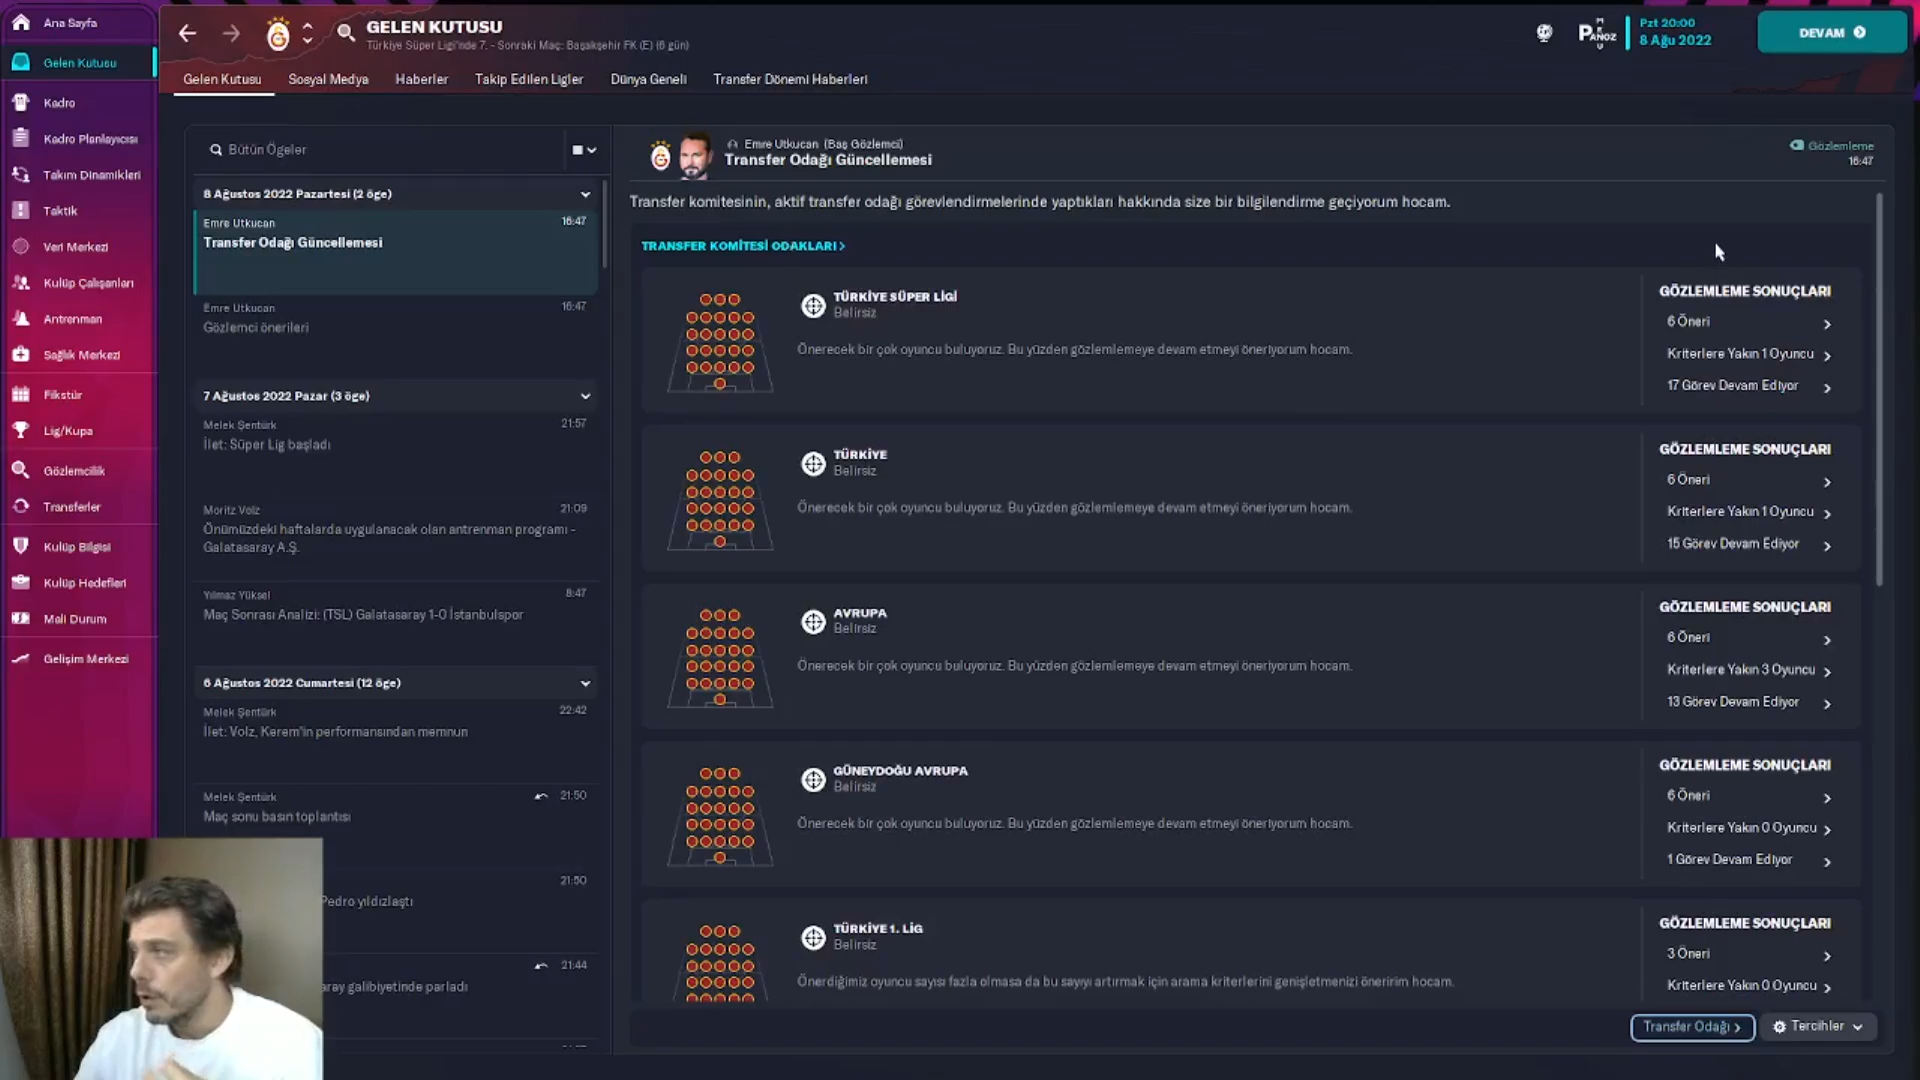 Ana Sayfa
Gelen Kutusu
Kadro
Kadro Planlayıcısı
Takım Dinamikleri
Taktik
Veri Merkezi
Kulüp Çalışanları
Antrenman
Sağlık Merkezi
Fikstür
Lig/Kupa
Gözlemcilik
Transferler
Kulüp Bilgisi
Kulüp Hedefleri
Mali Durum
Gelişim Merkezi
GELEN KUTUSU
Türkiye Süper Ligi'nde 7. - Sonraki Maç: Başakşehir FK (E) (6 gün)
Pzt 20:00
8 Ağu 2022
DEVAM
Gelen Kutusu
Sosyal Medya
Haberler
Takip Edilen Ligler
Dünya Geneli
Transfer Dönemi Haberleri
Bütün Ögeler
8 Ağustos 2022 Pazartesi (2 öge)
Emre Utkucan 16:47
Transfer Odağı Güncellemesi
Emre Utkucan 16:47
Gözlemci önerileri
7 Ağustos 2022 Pazar (3 öge)
Melek Şentürk 21:57
İlet: Süper Lig başladı
Moritz Volz 21:09
Önümüzdeki haftalarda uygulanacak olan antrenman programı -
Galatasaray A.Ş.
Yılmaz Yüksel 8:47
Maç Sonrası Analizi: (TSL) Galatasaray 1-0 İstanbulspor
6 Ağustos 2022 Cumartesi (12 öge)
Melek Şentürk 22:42
İlet: Volz, Kerem'in performansından memnun
Melek Şentürk 21:50
Maç sonu basın toplantısı
21:50
Pedro yıldızlaştı
21:44
aray galibiyetinde parladı
Emre Utkucan (Baş Gözlemci)
Transfer Odağı Güncellemesi
Gözlemleme
16:47
Transfer komitesinin, aktif transfer odağı görevlendirmelerinde yaptıkları hakkında size bir bilgilendirme geçiyorum hocam.
TRANSFER KOMİTESİ ODAKLARI>
TÜRKİYE SÜPER LİGİ
Belirsiz
Önerecek bir çok oyuncu buluyoruz. Bu yüzden gözlemlemeye devam etmeyi öneriyorum hocam.
GÖZLEMLEME SONUÇLARI
6 Öneri
Kriterlere Yakın 1 Oyuncu
17 Görev Devam Ediyor
TÜRKİYE
Belirsiz
Önerecek bir çok oyuncu buluyoruz. Bu yüzden gözlemlemeye devam etmeyi öneriyorum hocam.
GÖZLEMLEME SONUÇLARI
6 Öneri
Kriterlere Yakın 1 Oyuncu
15 Görev Devam Ediyor
AVRUPA
Belirsiz
Önerecek bir çok oyuncu buluyoruz. Bu yüzden gözlemlemeye devam etmeyi öneriyorum hocam.
GÖZLEMLEME SONUÇLARI
6 Öneri
Kriterlere Yakın 3 Oyuncu
13 Görev Devam Ediyor
GÜNEYDOĞU AVRUPA
Belirsiz
Önerecek bir çok oyuncu buluyoruz. Bu yüzden gözlemlemeye devam etmeyi öneriyorum hocam.
GÖZLEMLEME SONUÇLARI
6 Öneri
Kriterlere Yakın 0 Oyuncu
1 Görev Devam Ediyor
TÜRKİYE 1. LİG
Belirsiz
Önerdiğimiz oyuncu sayısı fazla olmasa da bu sayıyı artırmak için arama kriterlerini genişletmenizi öneririm hocam.
GÖZLEMLEME SONUÇLARI
3 Öneri
Kriterlere Yakın 0 Oyuncu
Transfer Odağı >
Tercihler